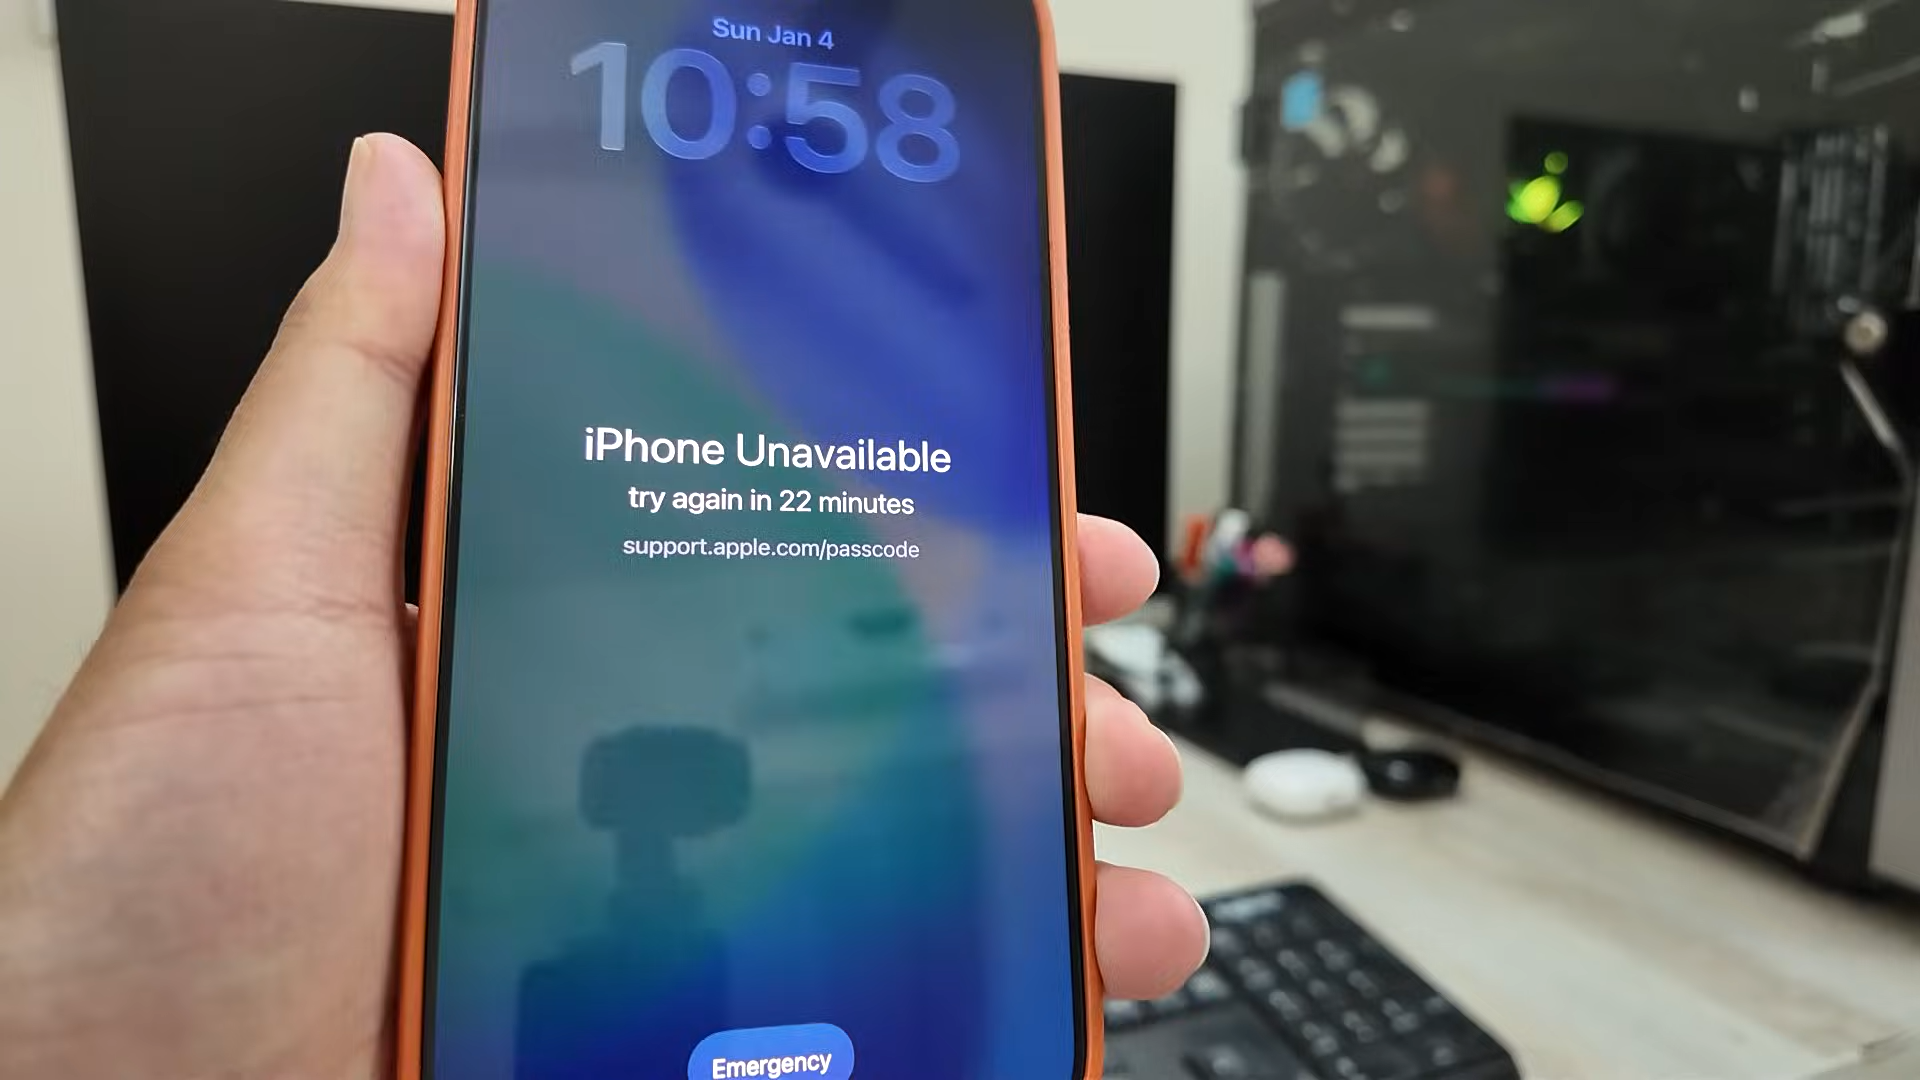 Sun Jan 4
10:58
iPhone Unavailable
try again in 22 minutes
support.apple.com/passcode
Emergency